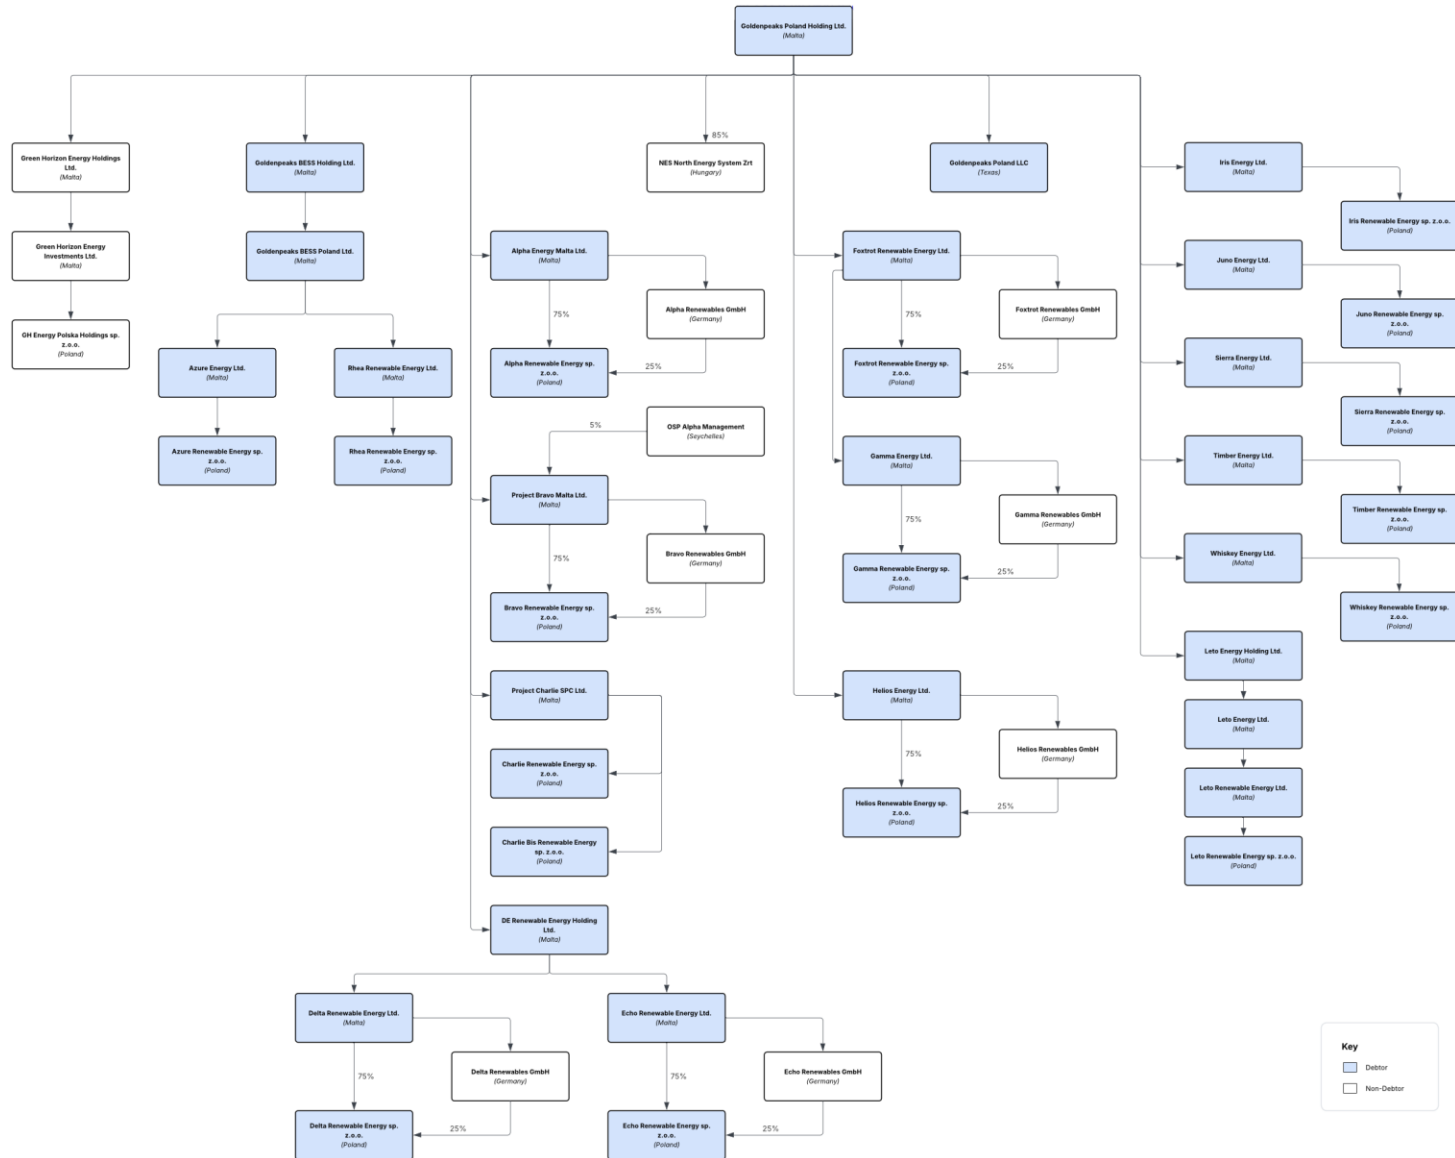 Goldenpeaks Poland Holding Ltd.
(Malta)
Green Horizon Energy Holdings
Ltd.
(Malta)
Green Horizon Energy
Investments Ltd.
(Malta)
GH Energy Polska Holdings sp.
z.o.o.
(Poland)
Goldenpeaks BESS Holding Ltd.
(Malta)
Goldenpeaks BESS Poland Ltd.
(Malta)
Azure Energy Ltd.
(Malta)
Azure Renewable Energy sp.
z.o.o.
(Poland)
Rhea Renewable Energy Ltd.
(Malta)
Rhea Renewable Energy sp.
z.o.o.
(Poland)
85%
NES North Energy System Zrt
(Hungary)
Goldenpeaks Poland LLC
(Texas)
Alpha Energy Malta Ltd.
(Malta)
75%
Alpha Renewables GmbH
(Germany)
25%
Alpha Renewable Energy sp.
z.o.o.
(Poland)
5%
OSP Alpha Management
(Seychelles)
Project Bravo Malta Ltd.
(Malta)
75%
Bravo Renewables GmbH
(Germany)
25%
Bravo Renewable Energy sp.
z.o.o.
(Poland)
Project Charlie SPC Ltd.
(Malta)
Charlie Renewable Energy sp.
z.o.o.
(Poland)
Charlie Bis Renewable Energy
sp. z.o.o.
(Poland)
DE Renewable Energy Holding
Ltd.
(Malta)
Delta Renewable Energy Ltd.
(Malta)
75%
Delta Renewables GmbH
(Germany)
25%
Delta Renewable Energy sp.
z.o.o.
(Poland)
Echo Renewable Energy Ltd.
(Malta)
75%
Echo Renewables GmbH
(Germany)
25%
Echo Renewable Energy sp.
z.o.o.
(Poland)
Foxtrot Renewable Energy Ltd.
(Malta)
75%
Foxtrot Renewables GmbH
(Germany)
25%
Foxtrot Renewable Energy sp.
z.o.o.
(Poland)
Gamma Energy Ltd.
(Malta)
75%
Gamma Renewables GmbH
(Germany)
25%
Gamma Renewable Energy sp.
z.o.o.
(Poland)
Helios Energy Ltd.
(Malta)
75%
Helios Renewables GmbH
(Germany)
25%
Helios Renewable Energy sp.
z.o.o.
(Poland)
Iris Energy Ltd.
(Malta)
Iris Renewable Energy sp. z.o.o.
(Poland)
Juno Energy Ltd.
(Malta)
Juno Renewable Energy sp.
z.o.o.
(Poland)
Sierra Energy Ltd.
(Malta)
Sierra Renewable Energy sp.
z.o.o.
(Poland)
Timber Energy Ltd.
(Malta)
Timber Renewable Energy sp.
z.o.o.
(Poland)
Whiskey Energy Ltd.
(Malta)
Whiskey Renewable Energy sp.
z.o.o.
(Poland)
Leto Energy Holding Ltd.
(Malta)
Leto Energy Ltd.
(Malta)
Leto Renewable Energy Ltd.
(Malta)
Leto Renewable Energy sp. z.o.o.
(Poland)
Key
Debtor
Non-Debtor